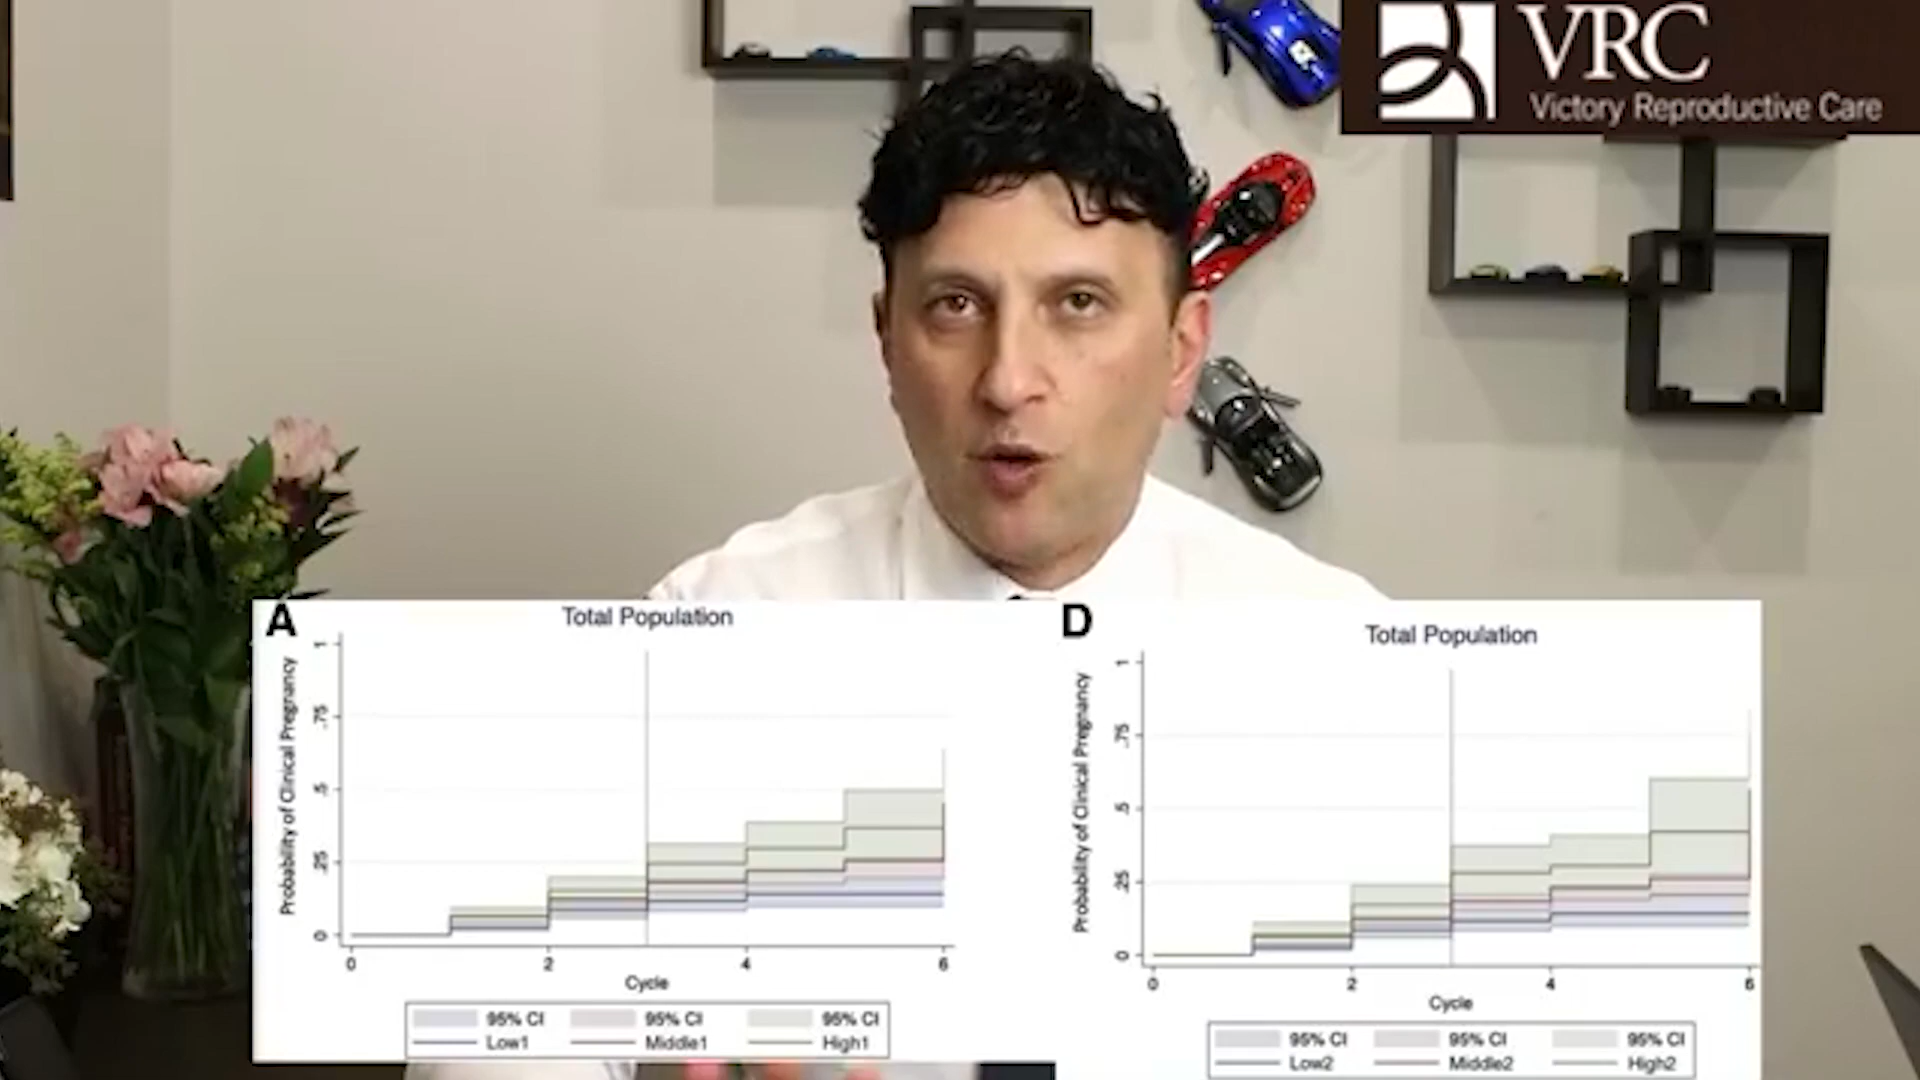 VRC
Victory Reproductive Care
A
Total Population
Probability of Clinical Pregnancy
1
.75
.5
.25
0
0 2 4 6
Cycle
95% CI 95% CI 95% CI
Low1 Middle1 High1
D
Total Population
Probability of Clinical Pregnancy
1
.75
.5
.25
0
0 2 4 6
Cycle
95% CI 95% CI 95% CI
Low2 Middle2 High2